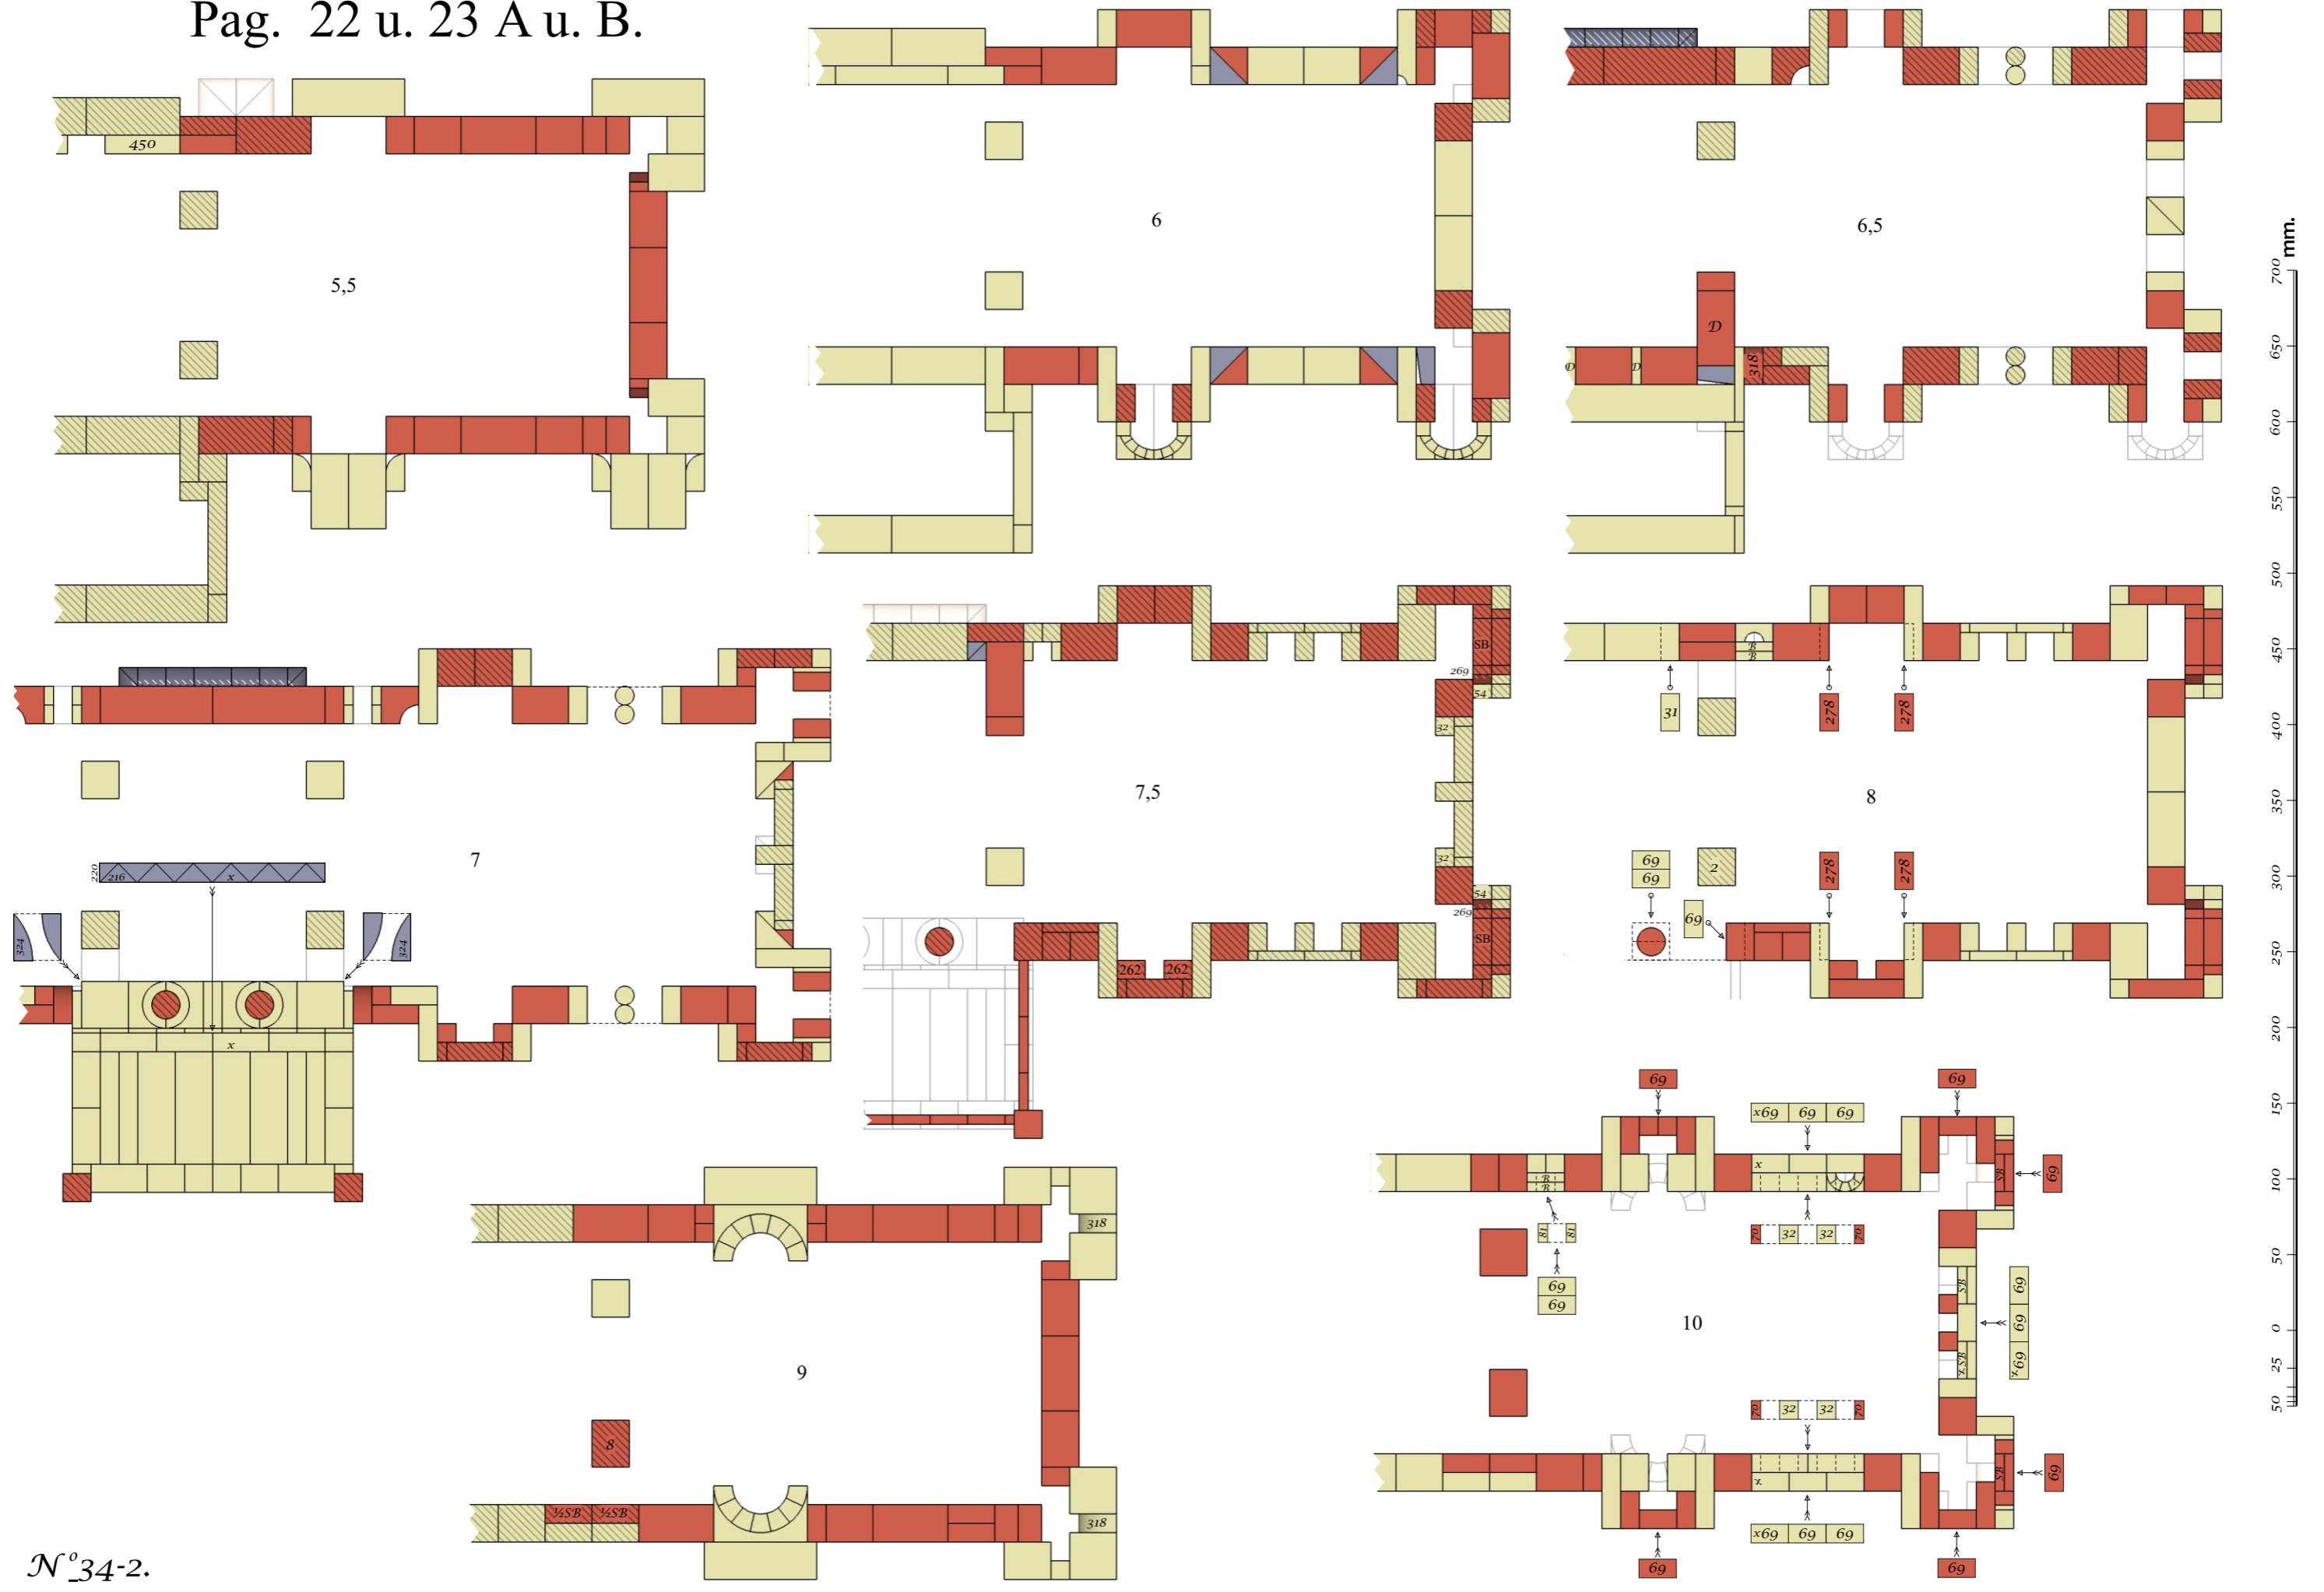 Pag. 22 u. 23 A u. B.
450
5,5
6
6,5
D
D
D
318
mm.
700
650
600
550
500
450
400
350
300
250
200
150
100
50
0
25
50
7
220
216
x
324
324
x
7,5
SB
269
54
32
32
54
269
SB
262
262
8
B
B
31
278
278
69
69
2
278
278
69
9
318
8
½SB
½SB
318
10
69
69
x69 69 69
x
B
B
SB
69
81
81
70 32 32 70
69
69
SB
x SB
69
69
x69
70 32 32 70
x
SB
69
x69 69 69
69
69
Nº 34-2.